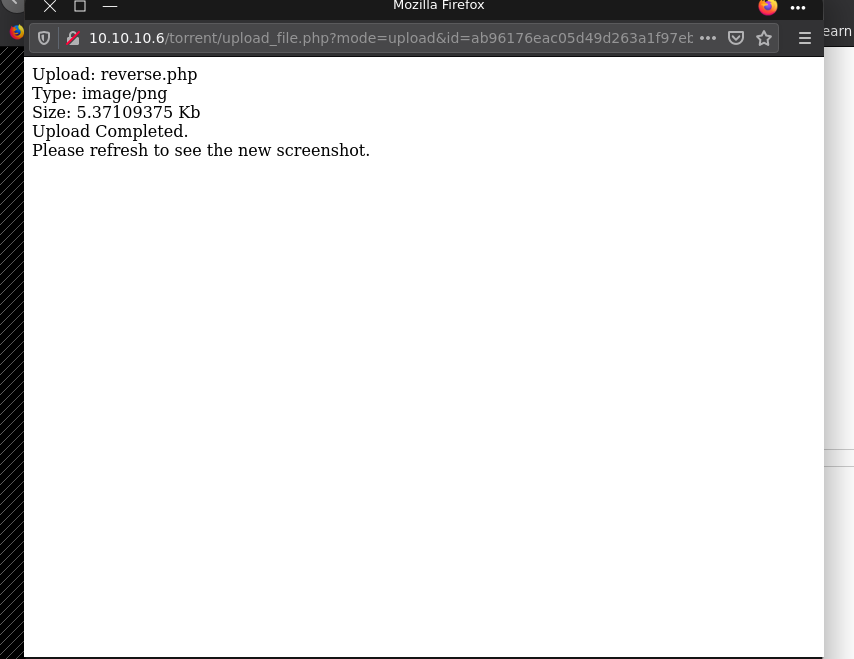 Mozilla Firefox
10.10.10.6/torrent/upload_file.php?mode=upload&id=ab96176eac05d49d263a1f97eb
earn
Upload: reverse.php
Type: image/png
Size: 5.37109375 Kb
Upload Completed.
Please refresh to see the new screenshot.